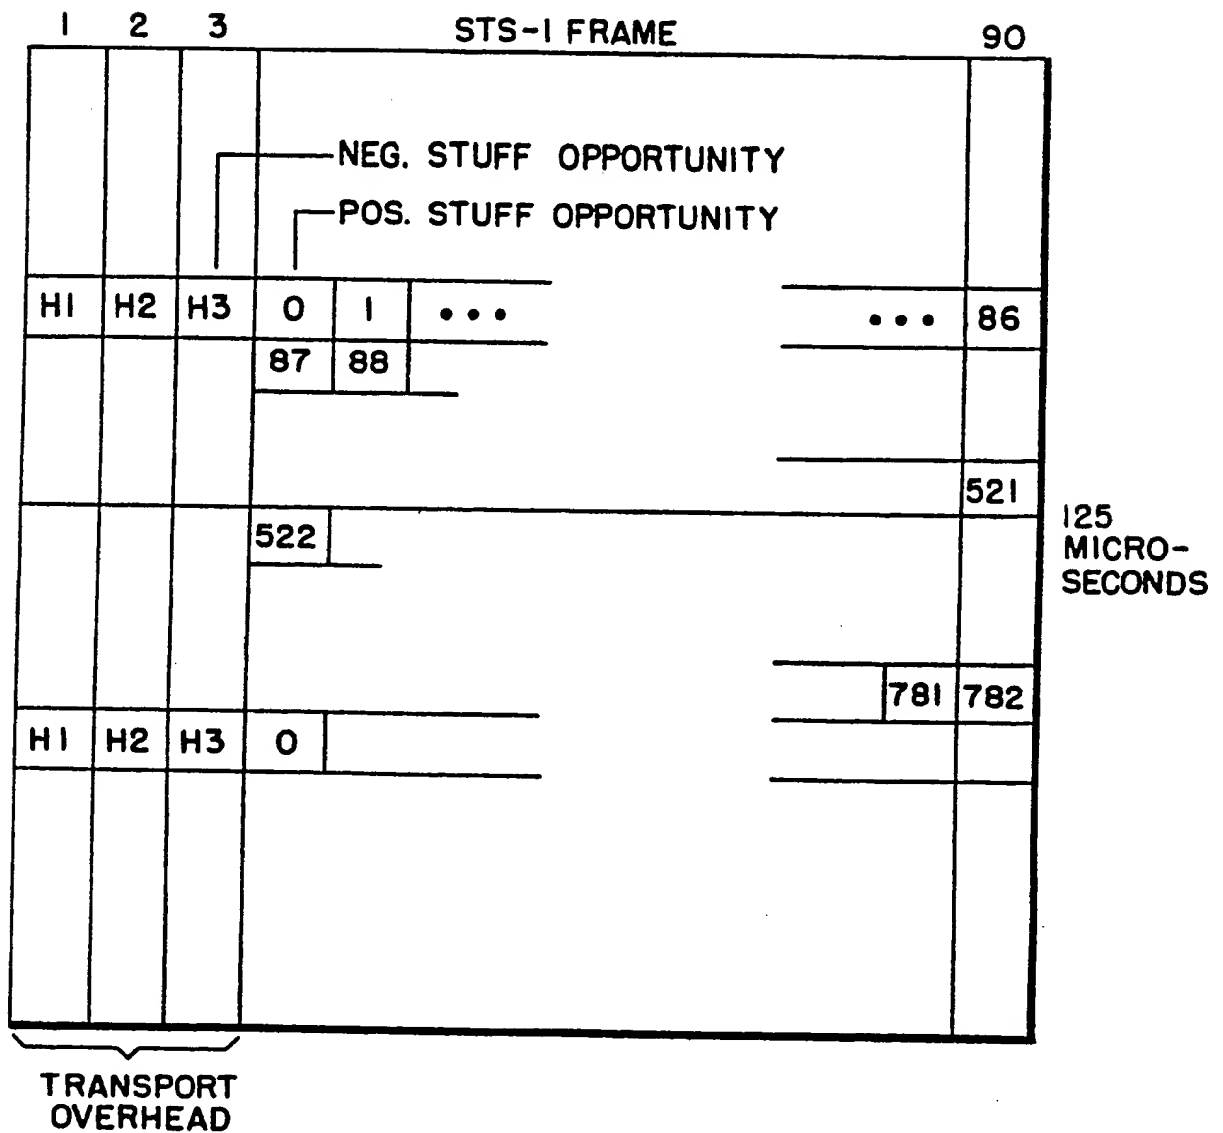 1 2 3 STS-1 FRAME 90
NEG. STUFF OPPORTUNITY
POS. STUFF OPPORTUNITY
H1 H2 H3 0 1 ••• ••• 86
87 88
521
522
125
MICRO-
SECONDS
781 782
H1 H2 H3 0
TRANSPORT
OVERHEAD